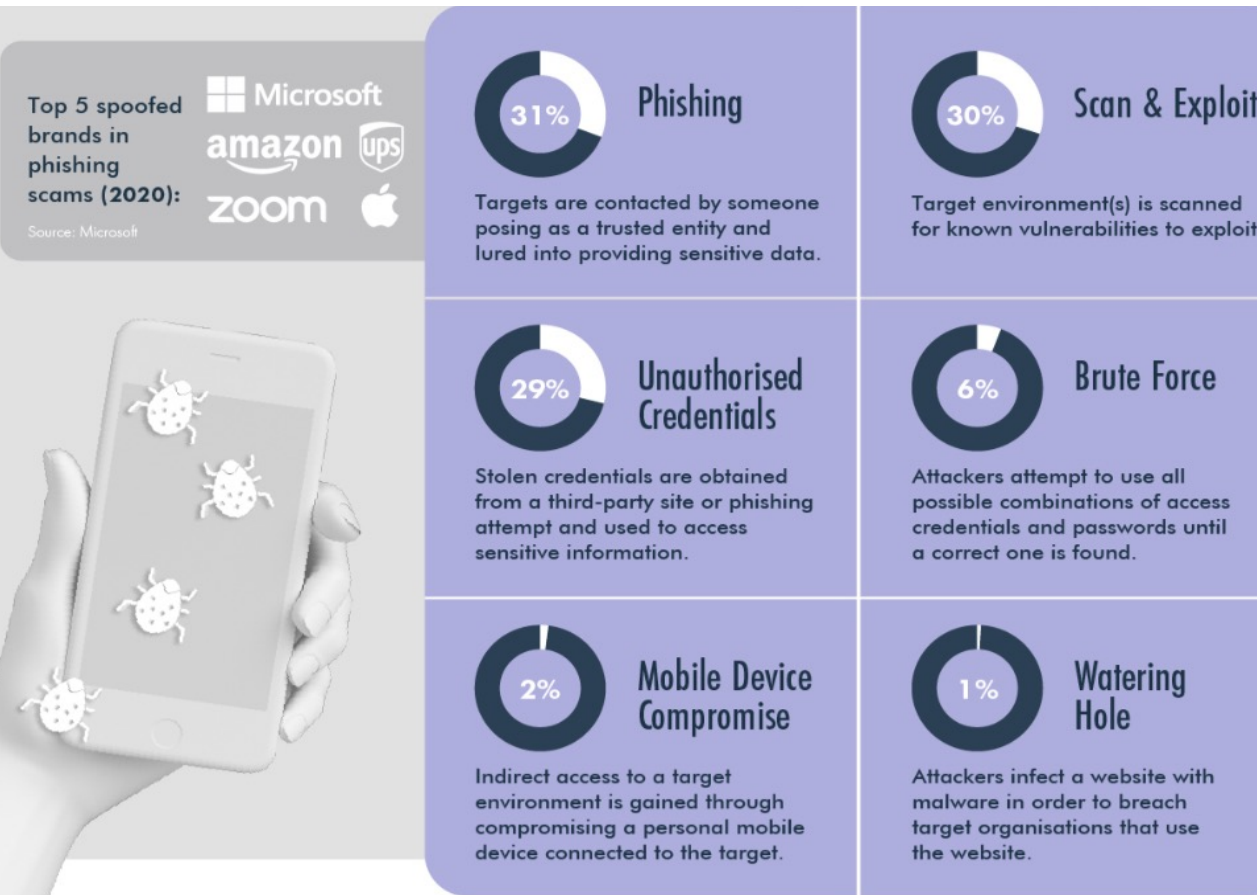 Top 5 spoofed
brands in
phishing
scams (2020):
Source: Microsoft
Microsoft
amazon
ups
zoom
31%
Phishing
Targets are contacted by someone
posing as a trusted entity and
lured into providing sensitive data.
30%
Scan & Exploit
Target environment(s) is scanned
for known vulnerabilities to exploit
29%
Unauthorised
Credentials
Stolen credentials are obtained
from a third-party site or phishing
attempt and used to access
sensitive information.
6%
Brute Force
Attackers attempt to use all
possible combinations of access
credentials and passwords until
a correct one is found.
2%
Mobile Device
Compromise
Indirect access to a target
environment is gained through
compromising a personal mobile
device connected to the target.
1%
Watering
Hole
Attackers infect a website with
malware in order to breach
target organisations that use
the website.